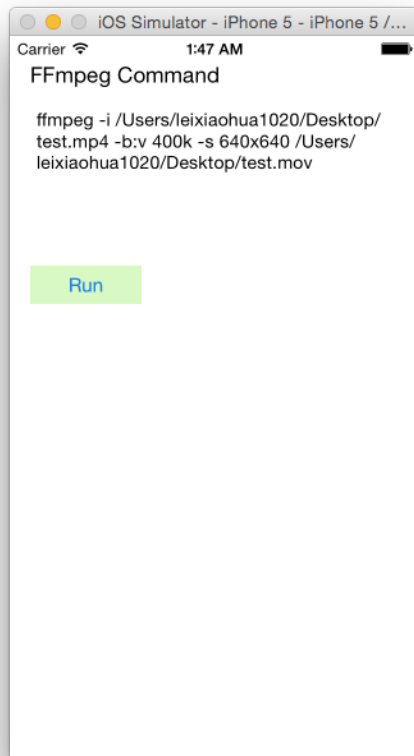 iOS Simulator - iPhone 5 - iPhone 5 /...
Carrier 1:47 AM
FFmpeg Command
ffmpeg -i /Users/leixiaohua1020/Desktop/
test.mp4 -b:v 400k -s 640x640 /Users/
leixiaohua1020/Desktop/test.mov
Run